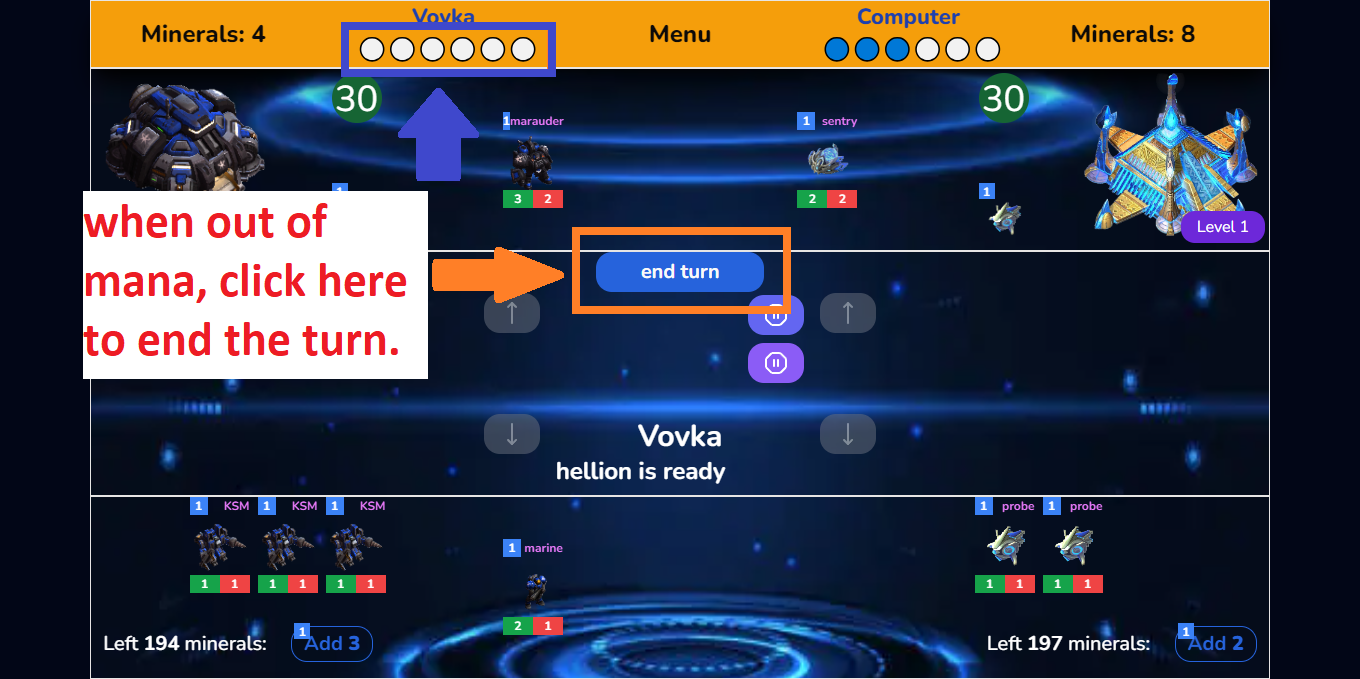 Minerals: 4
Vovka
Menu
Computer
Minerals: 8
30
30
1 marauder
1 sentry
3 2
2 2
1
1
Level 1
when out of
mana, click here
to end the turn.
end turn
Vovka
hellion is ready
1 KSM 1 KSM 1 KSM
1 probe 1 probe
1 marine
1 1 1 1 1 1
1 1 1 1
2 1
Left 194 minerals:
1
Add 3
Left 197 minerals:
1
Add 2